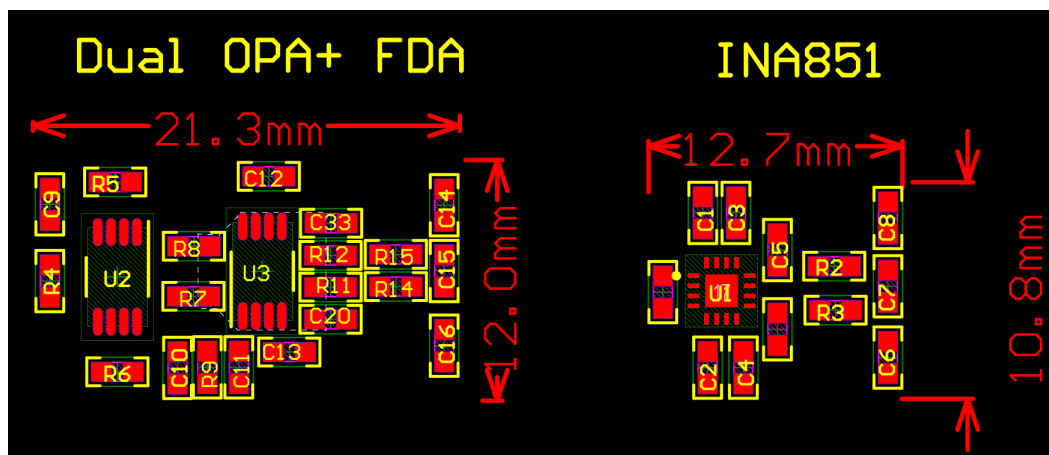 Dual OPA+ FDA
INA851
21.3mm
12.7mm
12.0mm
10.8mm
C9
R5
C12
C14
R4
U2
R8
U3
C33
R12
R15
C15
R7
R11
R14
C20
C16
R6
C10
R9
C11
C13
C1
C3
C5
C8
R2
C7
R3
C2
C4
C6